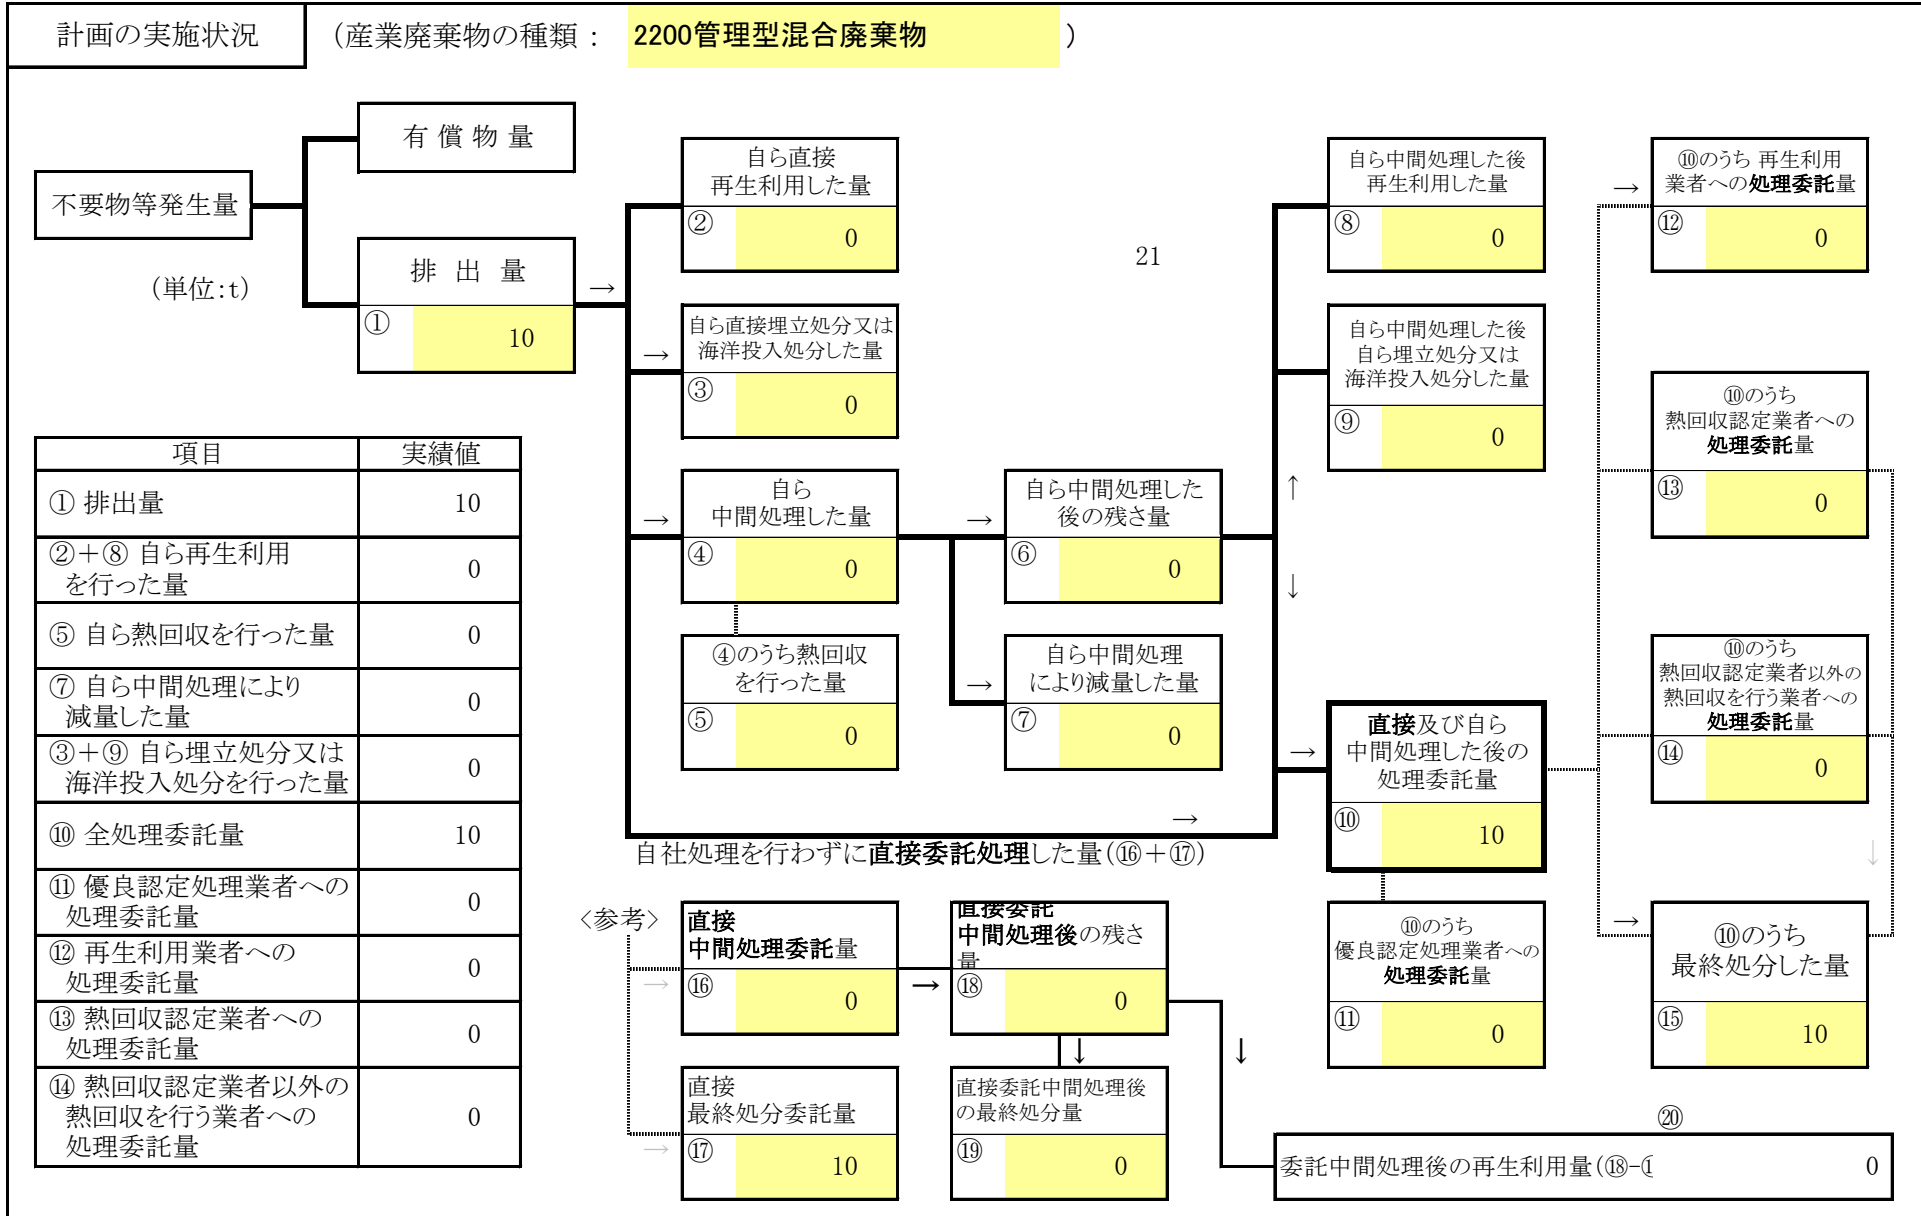 計画の実施状況
（産業廃棄物の種類： 2200管理型混合廃棄物 ）
有 償 物 量
不要物等発生量
(単位:t)
排 出 量
①
10
→
自ら直接
再生利用した量
②
0
→
自ら直接埋立処分又は
海洋投入処分した量
③
0
→
自ら
中間処理した量
④
0
④のうち熱回収
を行った量
⑤
0
→
自ら中間処理した
後の残さ量
⑥
0
→
自ら中間処理
により減量した量
⑦
0
21
自ら中間処理した後
再生利用した量
⑧
0
自ら中間処理した後
自ら埋立処分又は
海洋投入処分した量
⑨
0
↑
↓
→
直接及び自ら
中間処理した後の
処理委託量
⑩
10
→
自社処理を行わずに直接委託処理した量(⑯＋⑰)
⑩のうち
優良認定処理業者への
処理委託量
⑪
0
→
⑩のうち 再生利用
業者への処理委託量
⑫
0
⑩のうち
熱回収認定業者への
処理委託量
⑬
0
⑩のうち
熱回収認定業者以外の
熱回収を行う業者への
処理委託量
⑭
0
↓
→
⑩のうち
最終処分した量
⑮
10
項目 実績値
① 排出量 10
②＋⑧ 自ら再生利用
を行った量 0
⑤ 自ら熱回収を行った量 0
⑦ 自ら中間処理により
減量した量 0
③＋⑨ 自ら埋立処分又は
海洋投入処分を行った量 0
⑩ 全処理委託量 10
⑪ 優良認定処理業者への
処理委託量 0
⑫ 再生利用業者への
処理委託量 0
⑬ 熱回収認定業者への
処理委託量 0
⑭ 熱回収認定業者以外の
熱回収を行う業者への
処理委託量 0
〈参考〉
→
直接
中間処理委託量
⑯
0
→
直接委託
中間処理後の残さ
量
⑱
0
↓
↓
→
直接
最終処分委託量
⑰
10
直接委託中間処理後
の最終処分量
⑲
0
⑳
委託中間処理後の再生利用量(⑱-
0